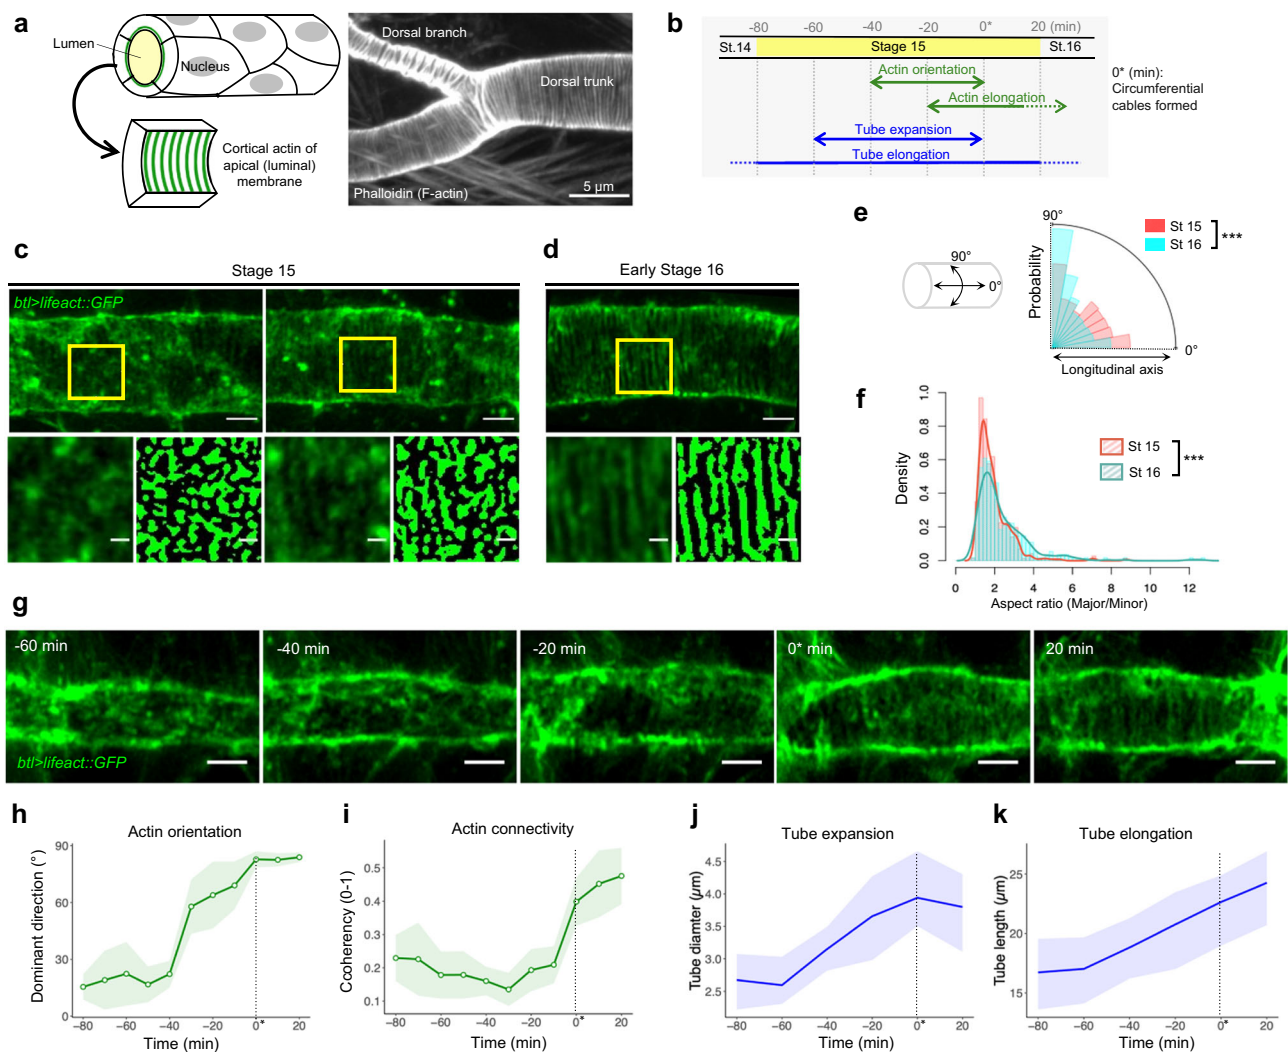 a
Lumen
Nucleus
Cortical actin of
apical (luminal)
membrane
Dorsal branch
Dorsal trunk
Phalloidin (F-actin)
5 µm
b
-80 -60 -40 -20 0* 20 (min)
St.14 Stage 15 St.16
Actin orientation
Actin elongation
Tube expansion
Tube elongation
0* (min):
Circumferential
cables formed
c
Stage 15
btl>lifeact::GFP
d
Early Stage 16
e
90°
0°
90°
Probability
0°
Longitudinal axis
St 15
St 16
***
f
Density
1.0
0.8
0.6
0.4
0.2
0.0
0 2 4 6 8 10 12
Aspect ratio (Major/Minor)
St 15
St 16
***
g
-60 min
-40 min
-20 min
0* min
20 min
btl>lifeact::GFP
h
Actin orientation
Dominant direction (°)
90
60
30
0
−80 −60 −40 −20 0* 20
Time (min)
i
Actin connectivity
Ccoherency (0-1)
0.5
0.4
0.3
0.2
0.1
−80 −60 −40 −20 0* 20
Time (min)
j
Tube expansion
Tube diamter (µm)
4.5
4.0
3.5
3.0
2.5
−80 −60 −40 −20 0* 20
Time (min)
k
Tube elongation
Tube length (µm)
25
20
15
−80 −60 −40 −20 0* 20
Time (min)